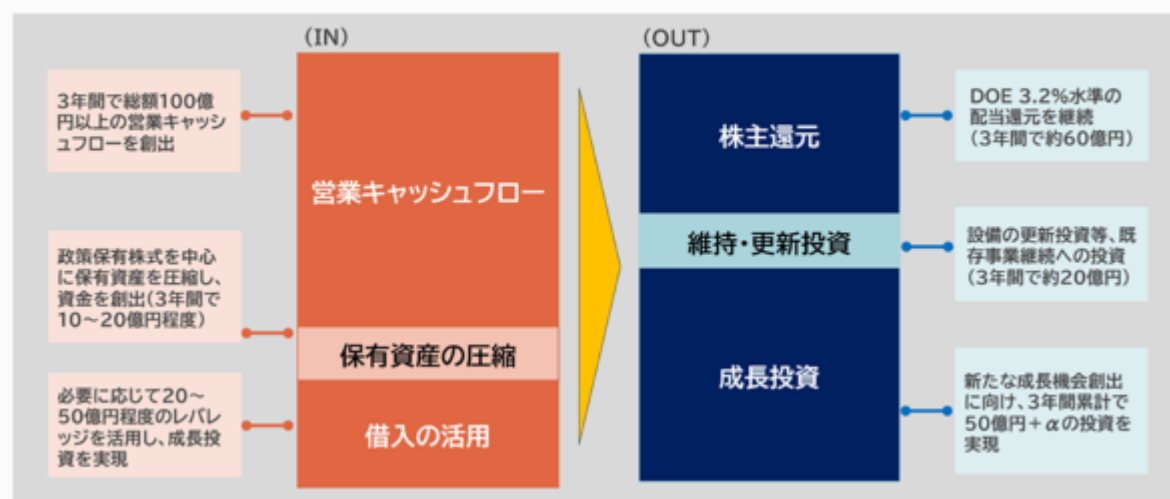 (IN)
3年間で総額100億
円以上の営業キャッシ
ュフローを創出
政策保有株式を中心
に保有資産を圧縮し、
資金を創出(3年間で
10～20億円程度)
必要に応じて20～
50億円程度のレバレ
ッジを活用し、成長投
資を実現
営業キャッシュフロー
保有資産の圧縮
借入の活用
(OUT)
株主還元
維持・更新投資
成長投資
DOE 3.2%水準の
配当還元を継続
(3年間で約60億円)
設備の更新投資等、既
存事業継続への投資
(3年間で約20億円)
新たな成長機会創出
に向け、3年間累計で
50億円＋αの投資を
実現